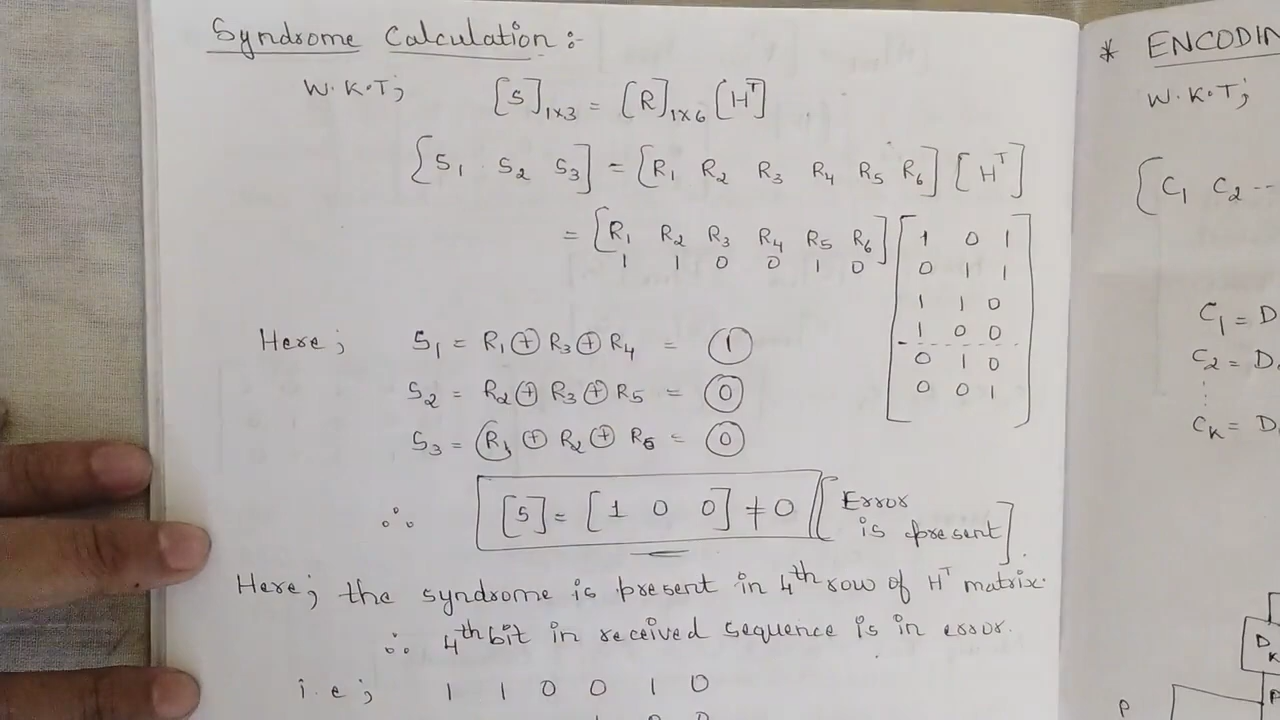 Syndrome Calculation :-
W.K.T; [S]₁ₓ₃ = [R]₁ₓ₆ [Hᵀ]
[S₁ S₂ S₃] = [R₁ R₂ R₃ R₄ R₅ R₆] [Hᵀ]
= [R₁ R₂ R₃ R₄ R₅ R₆]
1 1 0 0 1 0
1 0 1
0 1 1
1 1 0
1 0 0
0 1 0
0 0 1
Here; S₁ = R₁ ⊕ R₃ ⊕ R₄ = 1
S₂ = R₂ ⊕ R₃ ⊕ R₅ = 0
S₃ = R₁ ⊕ R₂ ⊕ R₆ = 0
∴ [S] = [1 0 0] ≠ 0 [Error
is present].
Here; the syndrome is present in 4th row of Hᵀ matrix.
∴ 4th bit in received sequence is in error.
i.e; 1 1 0 0 1 0
* ENCODIN
W.K.T;
[C₁ C₂ --
C₁ = D
C₂ = D
Cₖ = D
D
K
P